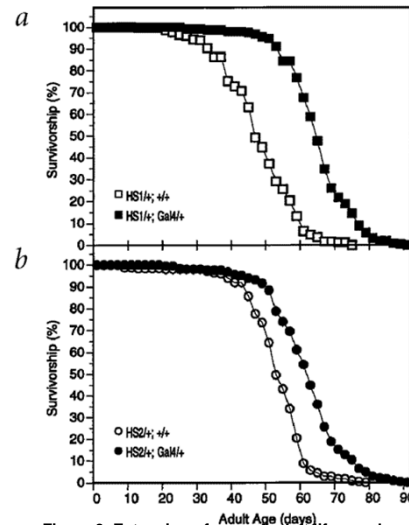 a
100
90
80
70
60
50
40
30
20
10
0
Survivorship (%)
HS1/+; +/+
HS1/+; Gal4/+
b
100
90
80
70
60
50
40
30
20
10
0
Survivorship (%)
HS2/+; +/+
HS2/+; Gal4/+
0 10 20 30 40 50 60 70 80 90
Adult Age (days)